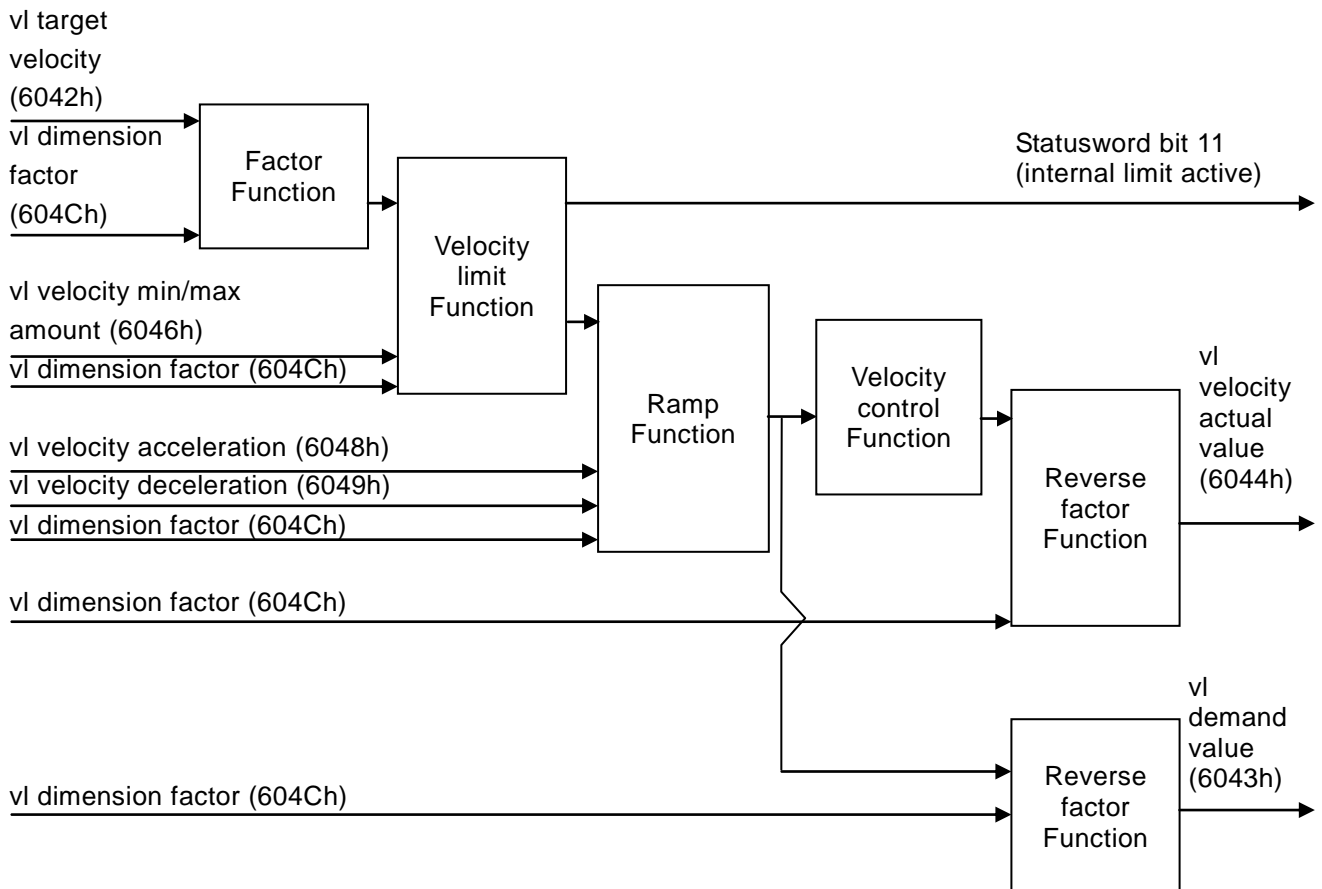 vl target
velocity
(6042h)
vl dimension
factor
(604Ch)
Factor
Function
Statusword bit 11
(internal limit active)
Velocity
limit
Function
vl velocity min/max
amount (6046h)
vl dimension factor (604Ch)
Ramp
Function
Velocity
control
Function
vl
velocity
actual
value
(6044h)
vl velocity acceleration (6048h)
vl velocity deceleration (6049h)
vl dimension factor (604Ch)
Reverse
factor
Function
vl dimension factor (604Ch)
vl
demand
value
(6043h)
Reverse
factor
Function
vl dimension factor (604Ch)